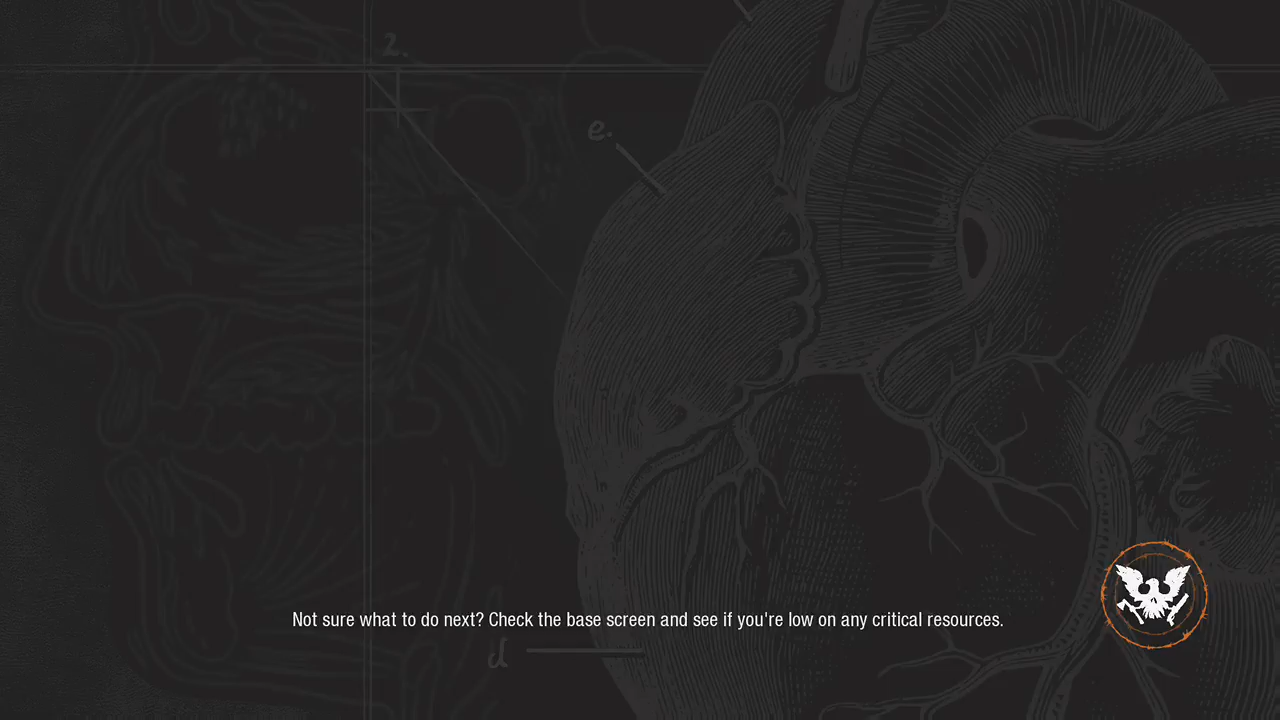 2.
e.
Not sure what to do next? Check the base screen and see if you're low on any critical resources.
d